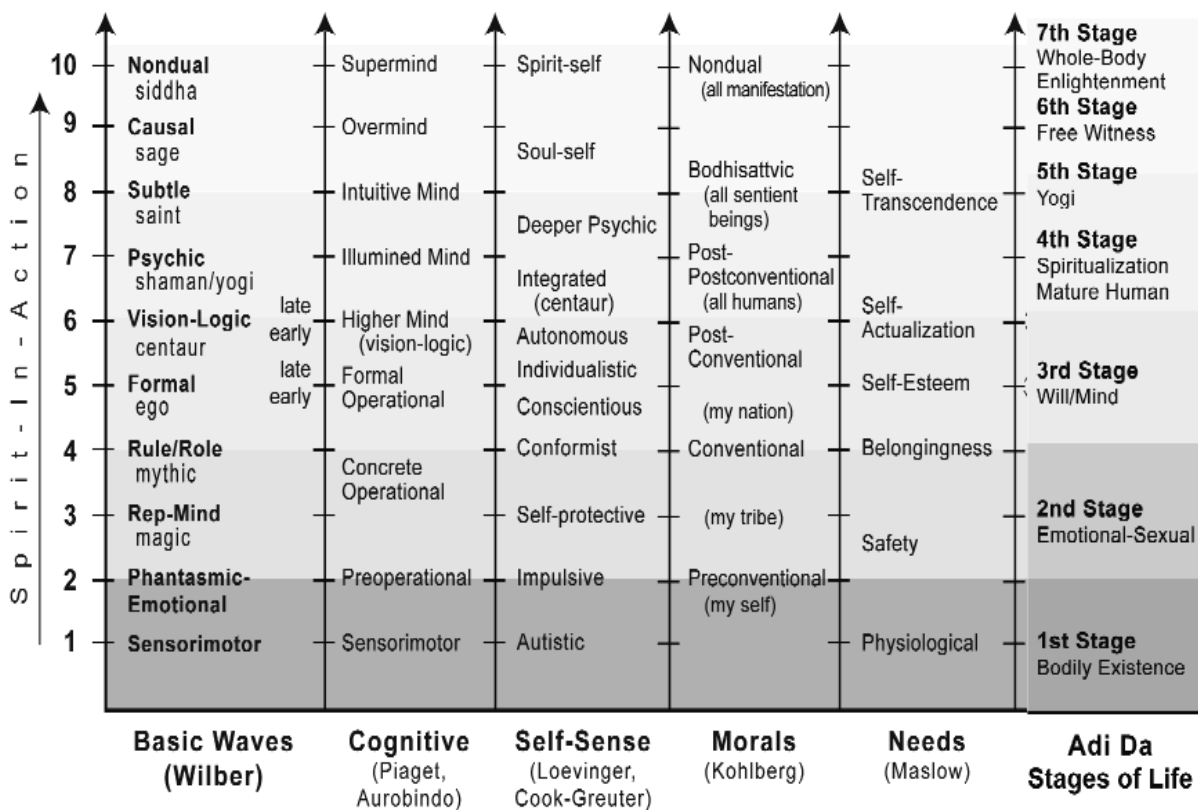 Spirit-In-Action
10
9
8
7
6
5
4
3
2
1
Nondual
siddha
Causal
sage
Subtle
saint
Psychic
shaman/yogi
late
Vision-Logic
early
centaur
late
Formal
early
ego
Rule/Role
mythic
Rep-Mind
magic
Phantasmic-
Emotional
Sensorimotor
Basic Waves
(Wilber)
Supermind
Overmind
Intuitive Mind
Illumined Mind
Higher Mind
(vision-logic)
Formal
Operational
Concrete
Operational
Preoperational
Sensorimotor
Cognitive
(Piaget,
Aurobindo)
Spirit-self
Soul-self
Deeper Psychic
Integrated
(centaur)
Autonomous
Individualistic
Conscientious
Conformist
Self-protective
Impulsive
Autistic
Self-Sense
(Loevinger,
Cook-Greuter)
Nondual
(all manifestation)
Bodhisattvic
(all sentient
beings)
Post-
Postconventional
(all humans)
Post-
Conventional
(my nation)
Conventional
(my tribe)
Preconventional
(my self)
Morals
(Kohlberg)
Self-
Transcendence
Self-
Actualization
Self-Esteem
Belongingness
Safety
Physiological
Needs
(Maslow)
7th Stage
Whole-Body
Enlightenment
6th Stage
Free Witness
5th Stage
Yogi
4th Stage
Spiritualization
Mature Human
3rd Stage
Will/Mind
2nd Stage
Emotional-Sexual
1st Stage
Bodily Existence
Adi Da
Stages of Life